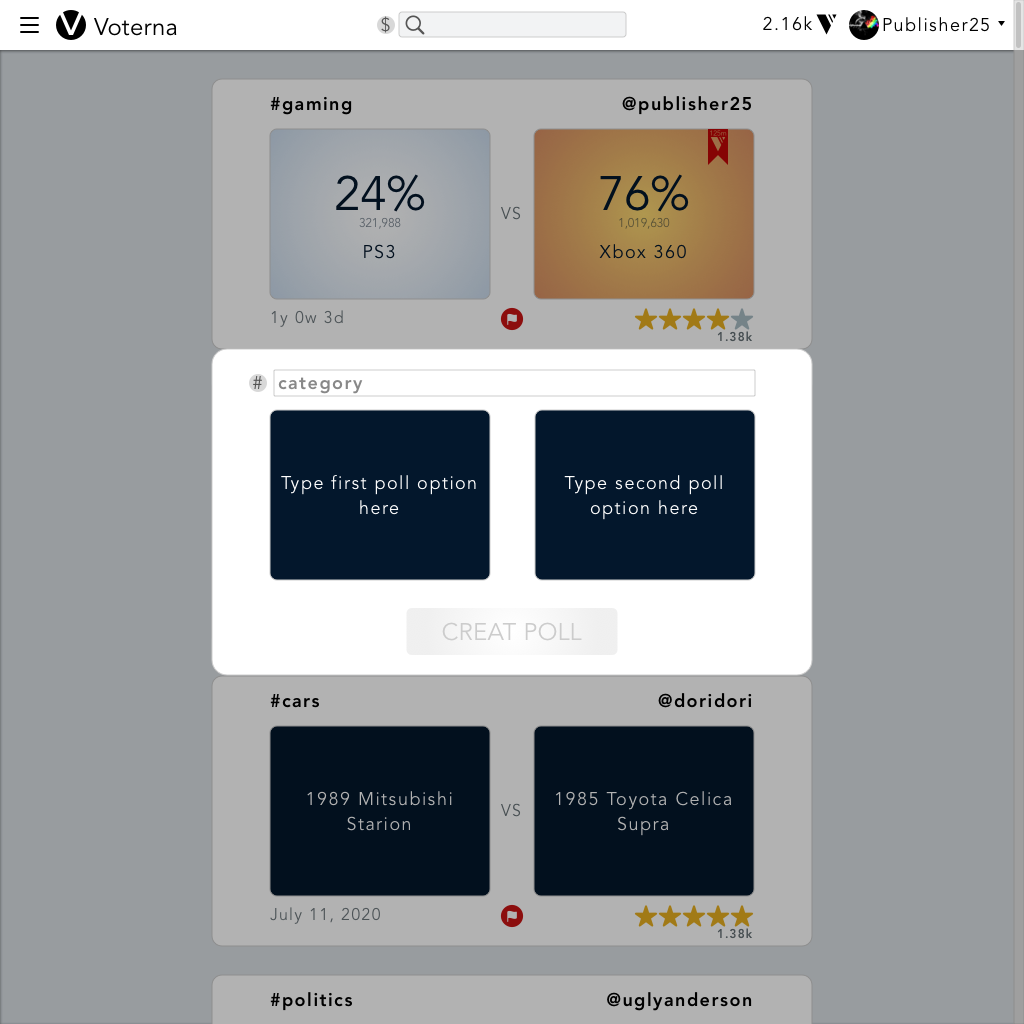 Voterna
$
2.16k
Publisher25
#gaming
@publisher25
125m
24%
321,988
PS3
VS
76%
1,019,630
Xbox 360
1y 0w 3d
1.38k
# category
Type first poll option
here
Type second poll
option here
CREAT POLL
#cars
@doridori
1989 Mitsubishi
Starion
VS
1985 Toyota Celica
Supra
July 11, 2020
1.38k
#politics
@uglyanderson